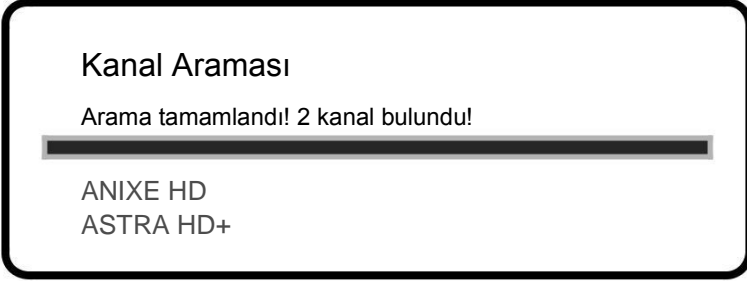 Kanal Araması
Arama tamamlandı! 2 kanal bulundu!
ANIXE HD
ASTRA HD+